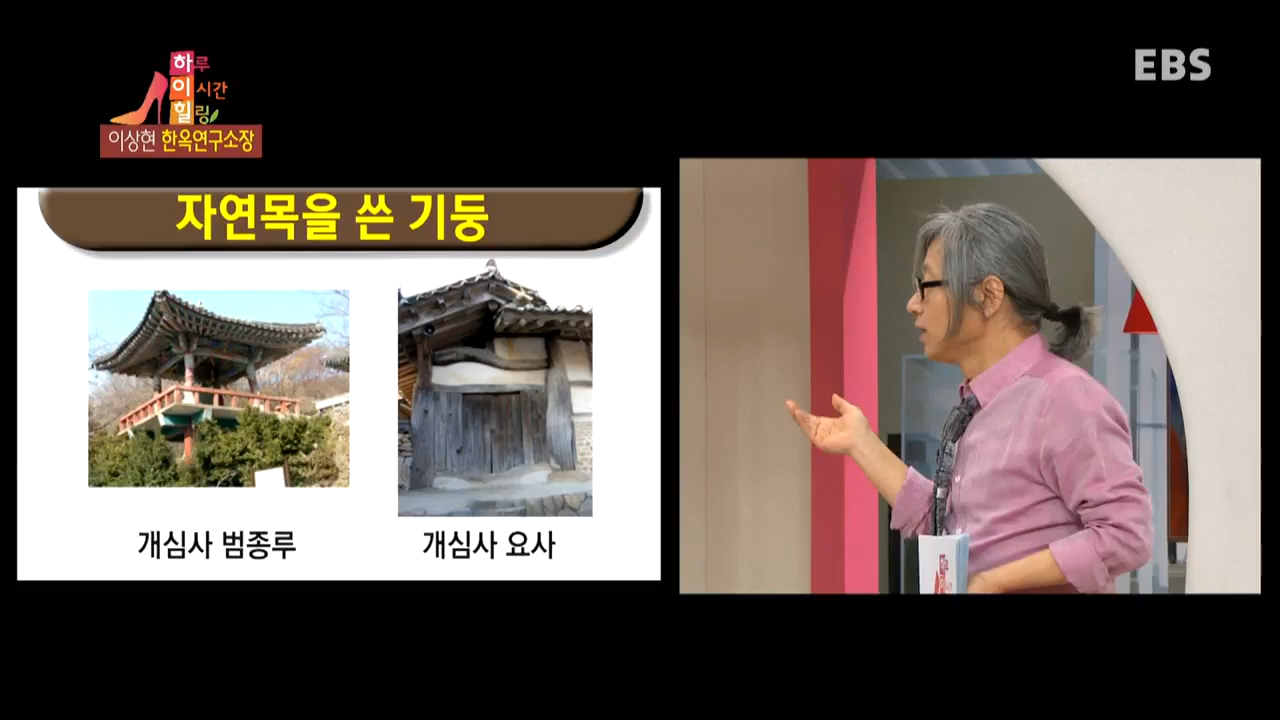 하루
이 시간
힐링
이상현 한옥연구소장
EBS
자연목을 쓴 기둥
개심사 범종루
개심사 요사